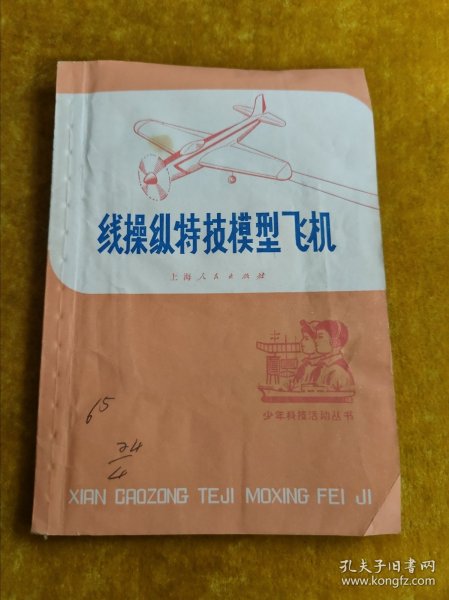 线操纵特技模型飞机
上海人民出版社
少年科技活动丛书
65
XIAN CAOZONG TEJI MOXING FEI JI
孔夫子旧书网
www.kongfz.com